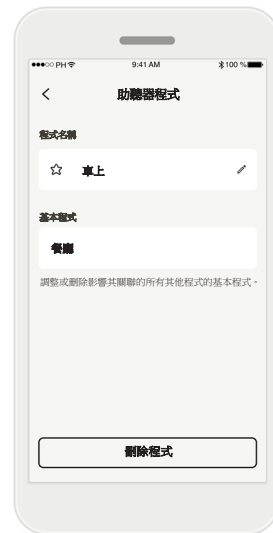 PH 9:41 AM 100 %
助聽器程式
程式名稱
車上
基本程式
餐廳
調整或刪除影響其關聯的所有其他程式的基本程式。
刪除程式